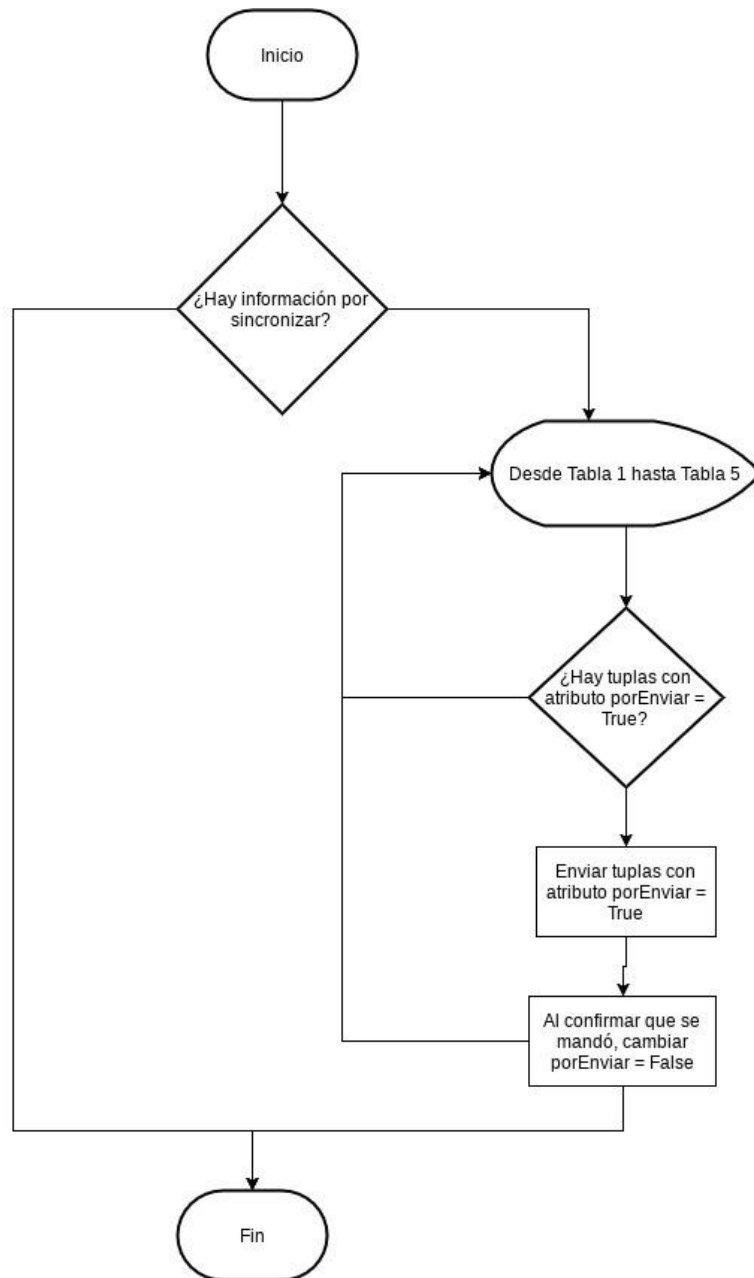 Inicio
¿Hay información por
sincronizar?
Desde Tabla 1 hasta Tabla 5
¿Hay tuplas con
atributo porEnviar =
True?
Enviar tuplas con
atributo porEnviar =
True
Al confirmar que se
mandó, cambiar
porEnviar = False
Fin